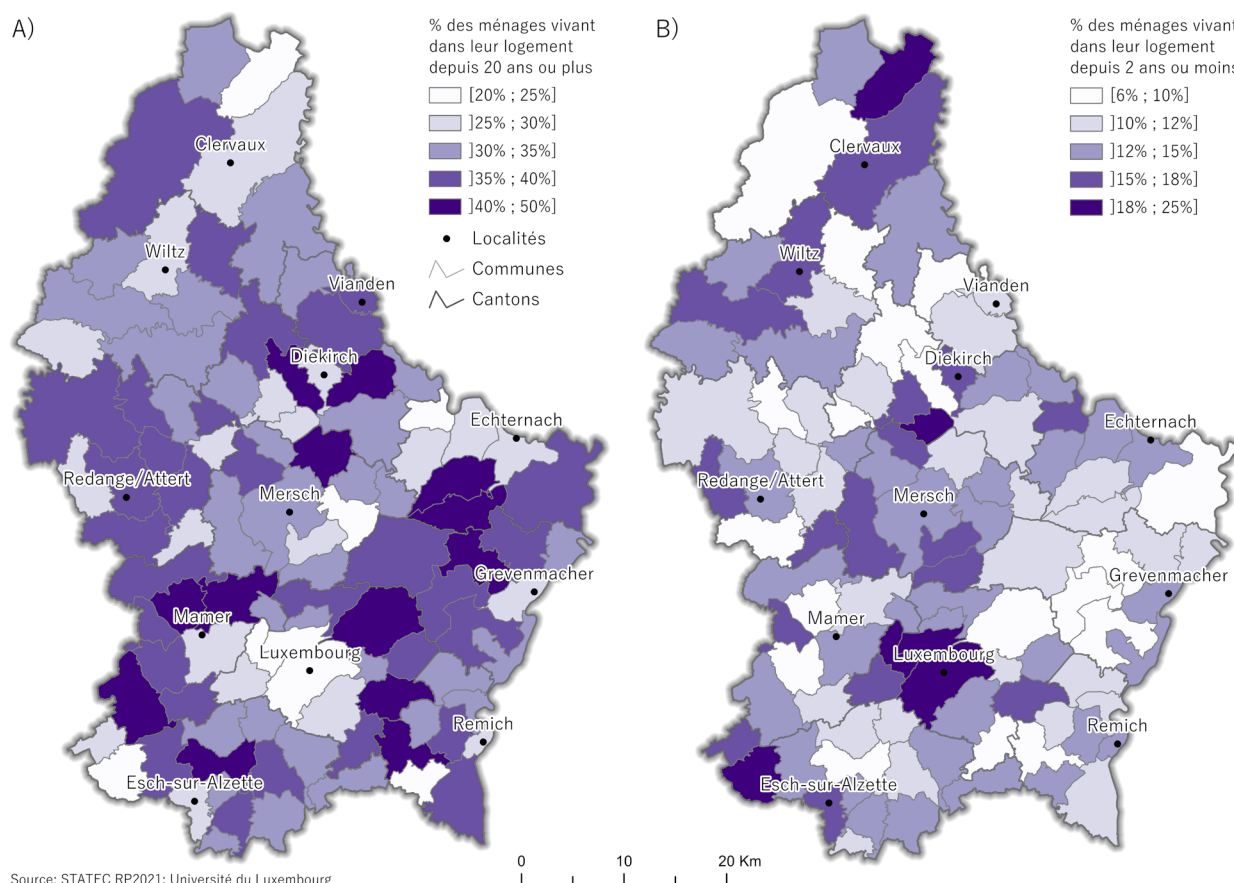 A)
% des ménages vivant
dans leur logement
depuis 20 ans ou plus
[20% ; 25%]
]25% ; 30%]
]30% ; 35%]
]35% ; 40%]
]40% ; 50%]
Localités
Communes
Cantons
Clervaux
Wiltz
Vianden
Diekirch
Echternach
Redange/Attert
Mersch
Grevenmacher
Mamer
Luxembourg
Remich
Esch-sur-Alzette
B)
% des ménages vivant
dans leur logement
depuis 2 ans ou moins
[6% ; 10%]
]10% ; 12%]
]12% ; 15%]
]15% ; 18%]
]18% ; 25%]
Clervaux
Wiltz
Vianden
Diekirch
Echternach
Redange/Attert
Mersch
Grevenmacher
Mamer
Luxembourg
Remich
Esch-sur-Alzette
0 10 20 Km
Source: STATEC RP2021; Université du Luxembourg